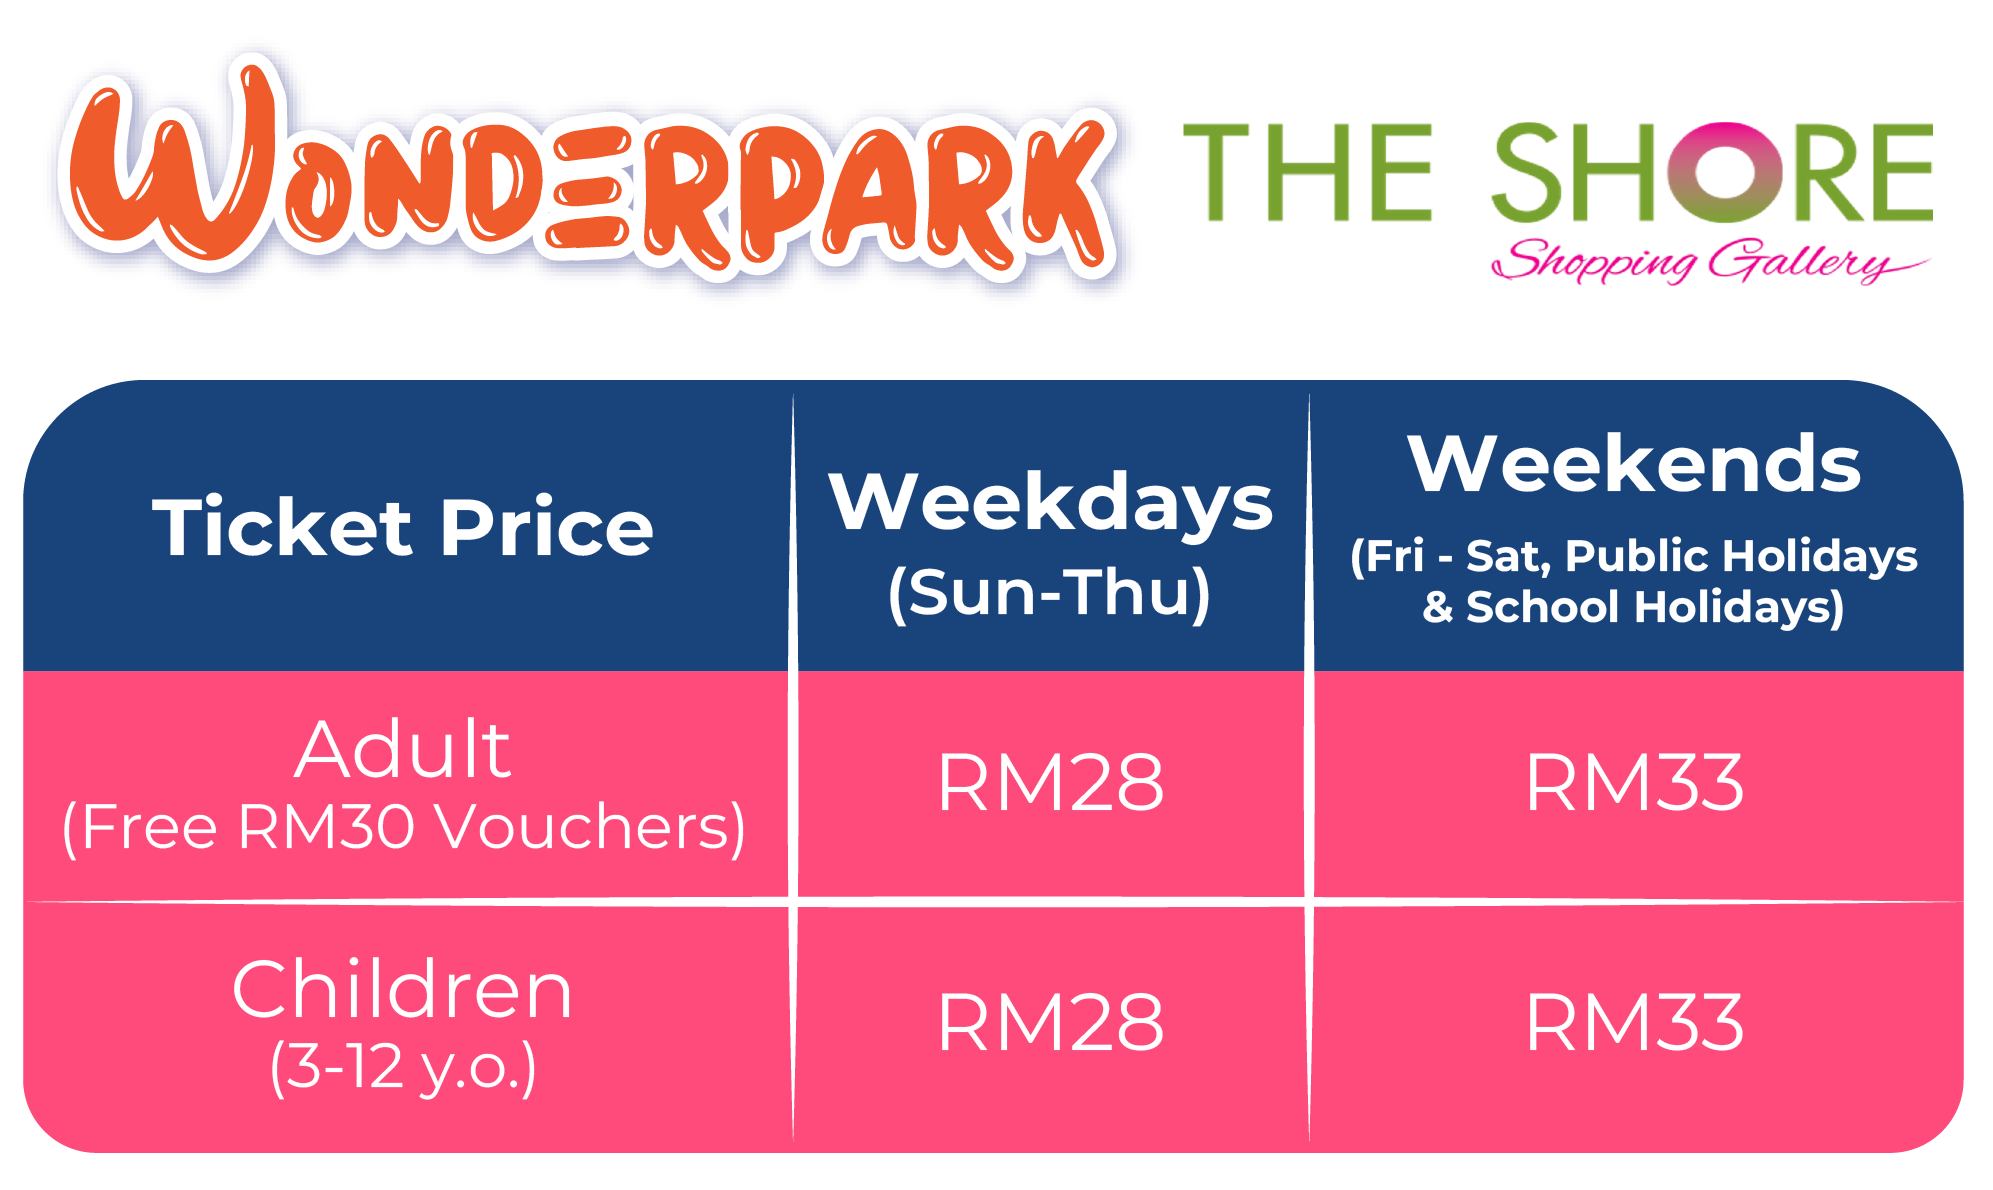 WONDERPARK
THE SHORE
Shopping Gallery
Ticket Price
Weekdays
(Sun-Thu)
Weekends
(Fri - Sat, Public Holidays
& School Holidays)
Adult
(Free RM30 Vouchers)
RM28
RM33
Children
(3-12 y.o.)
RM28
RM33